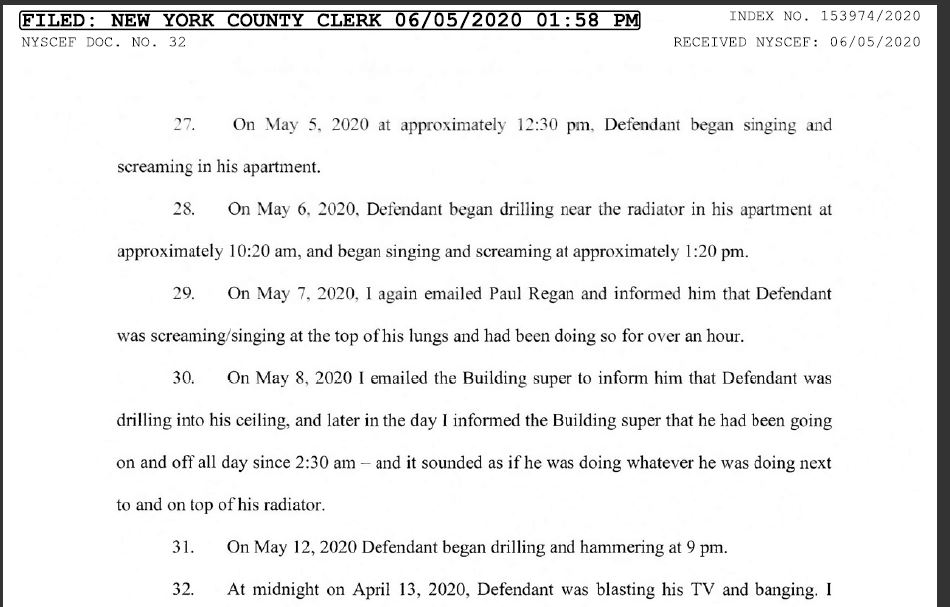 FILED: NEW YORK COUNTY CLERK 06/05/2020 01:58 PM
INDEX NO. 153974/2020
NYSCEF DOC. NO. 32
RECEIVED NYSCEF: 06/05/2020
27. On May 5, 2020 at approximately 12:30 pm, Defendant began singing and
screaming in his apartment.
28. On May 6, 2020, Defendant began drilling near the radiator in his apartment at
approximately 10:20 am, and began singing and screaming at approximately 1:20 pm.
29. On May 7, 2020, I again emailed Paul Regan and informed him that Defendant
was screaming/singing at the top of his lungs and had been doing so for over an hour.
30. On May 8, 2020 I emailed the Building super to inform him that Defendant was
drilling into his ceiling, and later in the day I informed the Building super that he had been going
on and off all day since 2:30 am – and it sounded as if he was doing whatever he was doing next
to and on top of his radiator.
31. On May 12, 2020 Defendant began drilling and hammering at 9 pm.
32. At midnight on April 13, 2020, Defendant was blasting his TV and banging. I